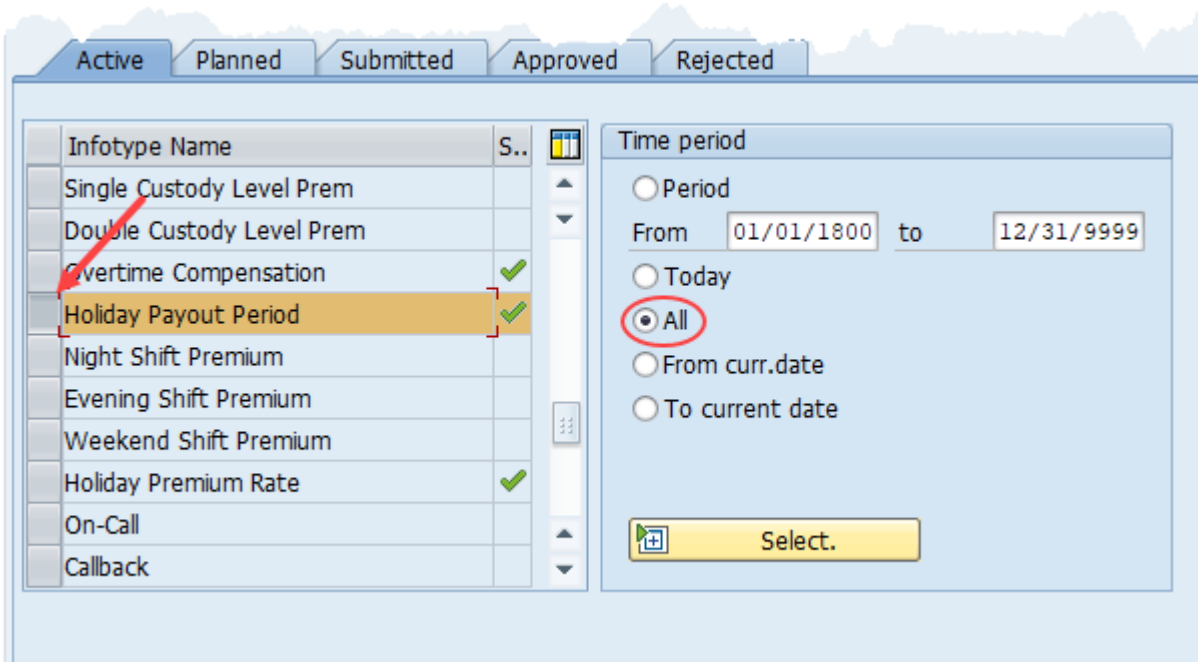 Active Planned Submitted Approved Rejected
Infotype Name S..
Single Custody Level Prem
Double Custody Level Prem
Overtime Compensation
Holiday Payout Period
Night Shift Premium
Evening Shift Premium
Weekend Shift Premium
Holiday Premium Rate
On-Call
Callback
Time period
Period
From 01/01/1800 to 12/31/9999
Today
All
From curr.date
To current date
Select.